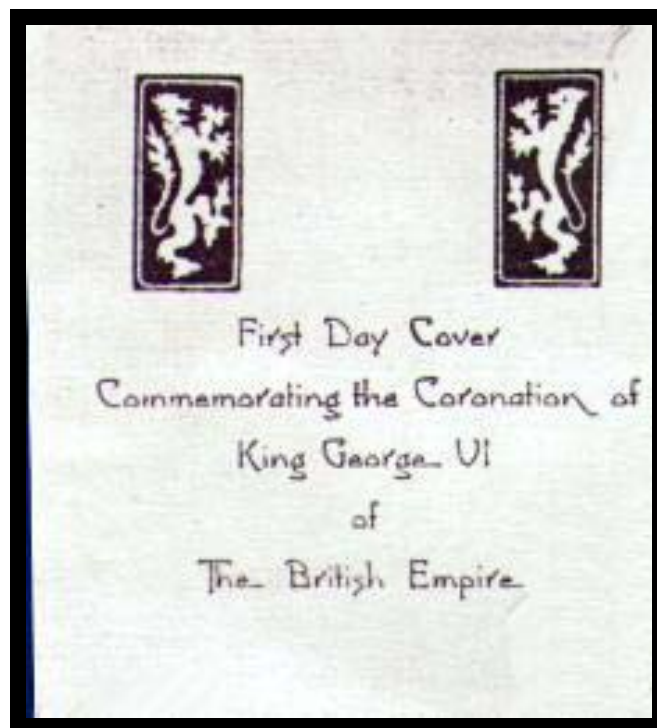 First Day Cover
Commemorating the Coronation of
King George VI
of
The British Empire